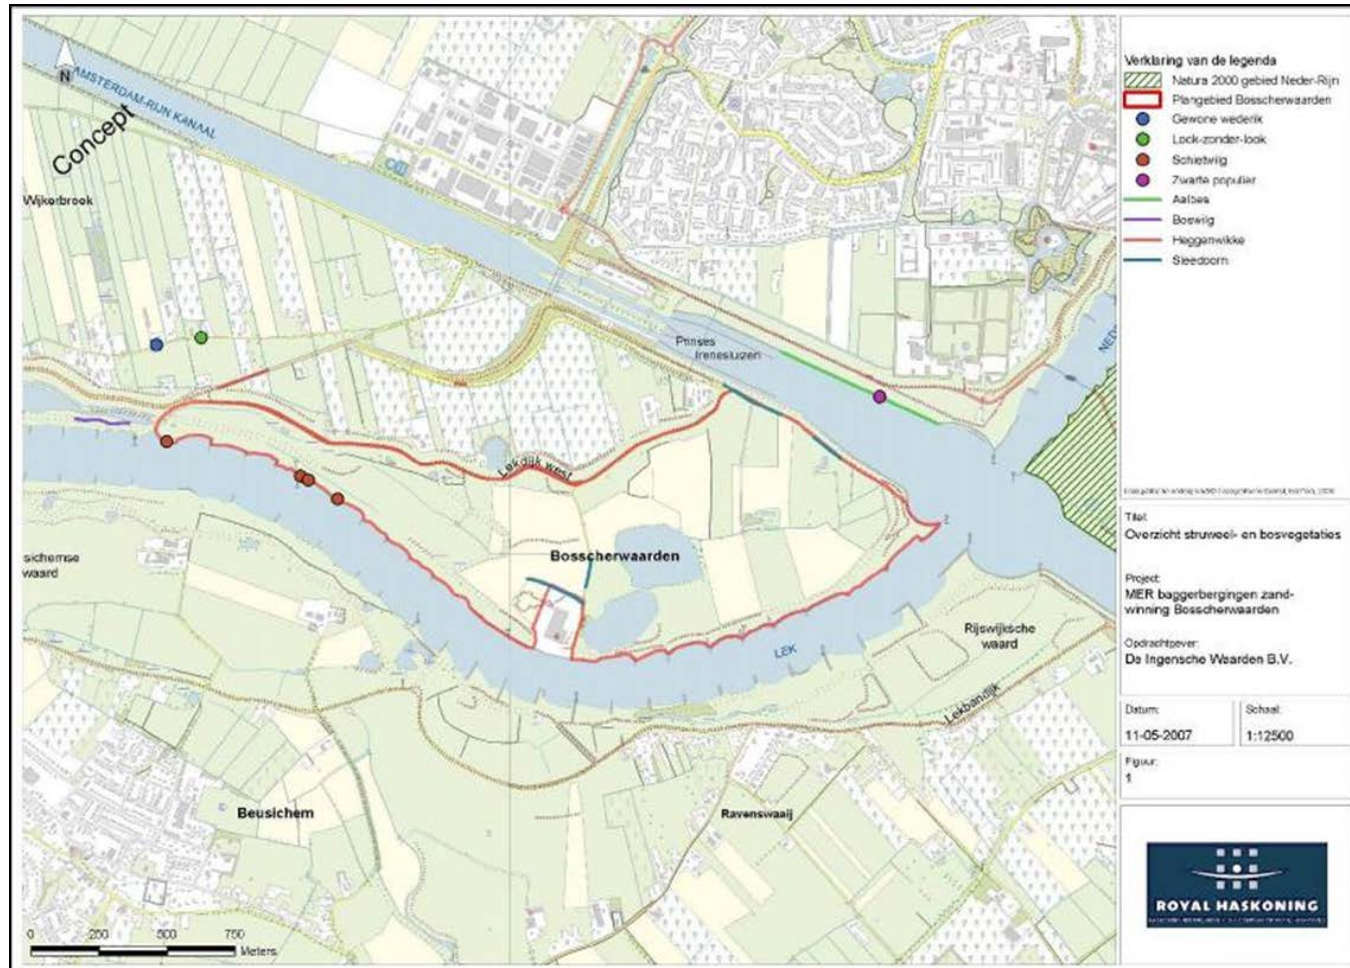 N
AMSTERDAM-RIJN KANAAL
Concept
Wijkerbroek
Prinses
Irenesluizen
NED
Lekdijk west
Bosscherwaarden
sichemse
waard
LEK
Rijswijksche
waard
Lekbandijk
Beusichem
Ravenswaaij
0 250 500 750
Meters
Verklaring van de legenda
Natura 2000 gebied Neder-Rijn
Plangebied Bosscherwaarden
Gewone wederik
Look-zonder-look
Schietwilg
Zwarte populier
Aalbes
Boswilg
Heggenwikke
Sleedoorn
Titel:
Overzicht struweel- en bosvegetaties
Project:
MER baggerbergingen zand-
winning Bosscherwaarden
Opdrachtgever:
De Ingensche Waarden B.V.
Datum:
11-05-2007
Schaal:
1:12500
Figuur:
1
ROYAL HASKONING